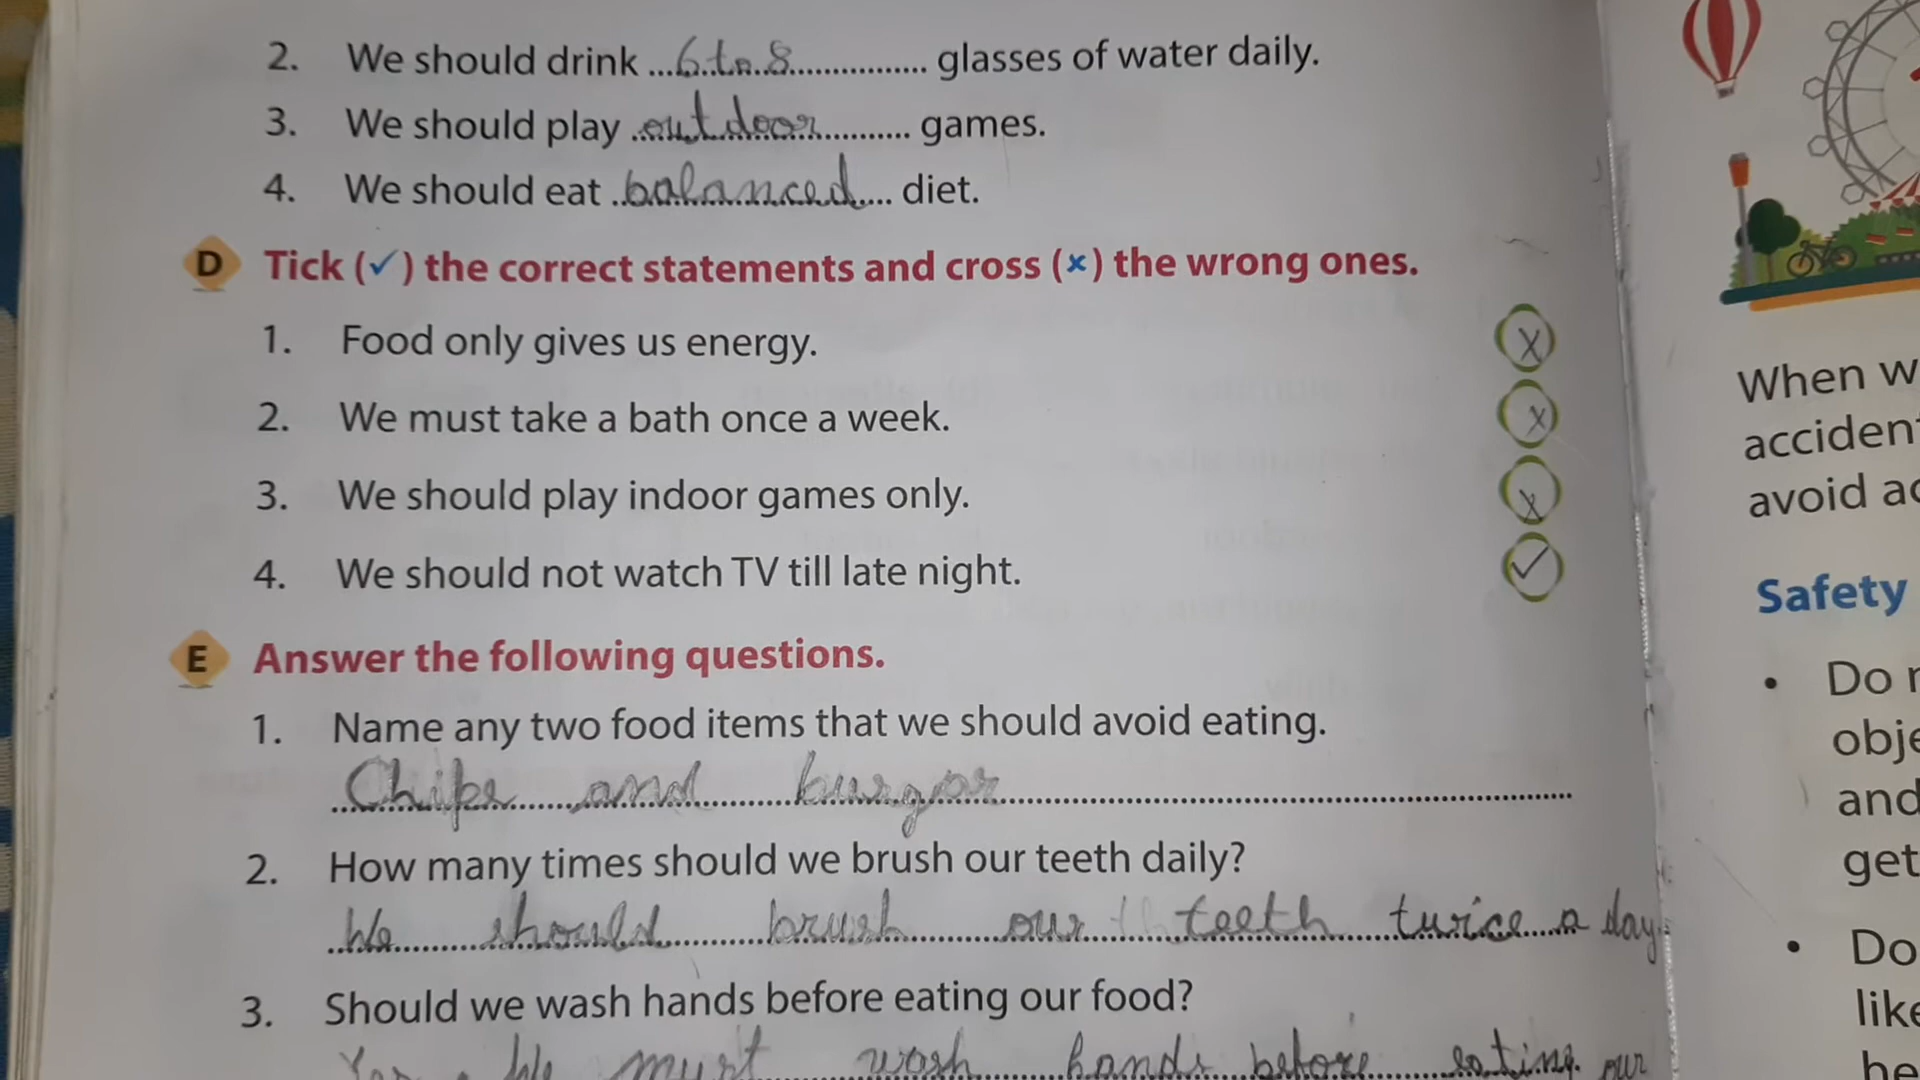 2. We should drink ...6 to 8............... glasses of water daily.
3. We should play ..outdoor.......... games.
4. We should eat ..balanced.... diet.
D Tick (✓) the correct statements and cross (×) the wrong ones.
1. Food only gives us energy. X
2. We must take a bath once a week. X
3. We should play indoor games only. X
4. We should not watch TV till late night. ✓
E Answer the following questions.
1. Name any two food items that we should avoid eating.
Chips and burger
2. How many times should we brush our teeth daily?
We should brush our teeth twice a day.
3. Should we wash hands before eating our food?
Yes, We must wash hands before eating our
When w
acciden
avoid ac
Safety
• Do
obje
and
get
• Do
like
he